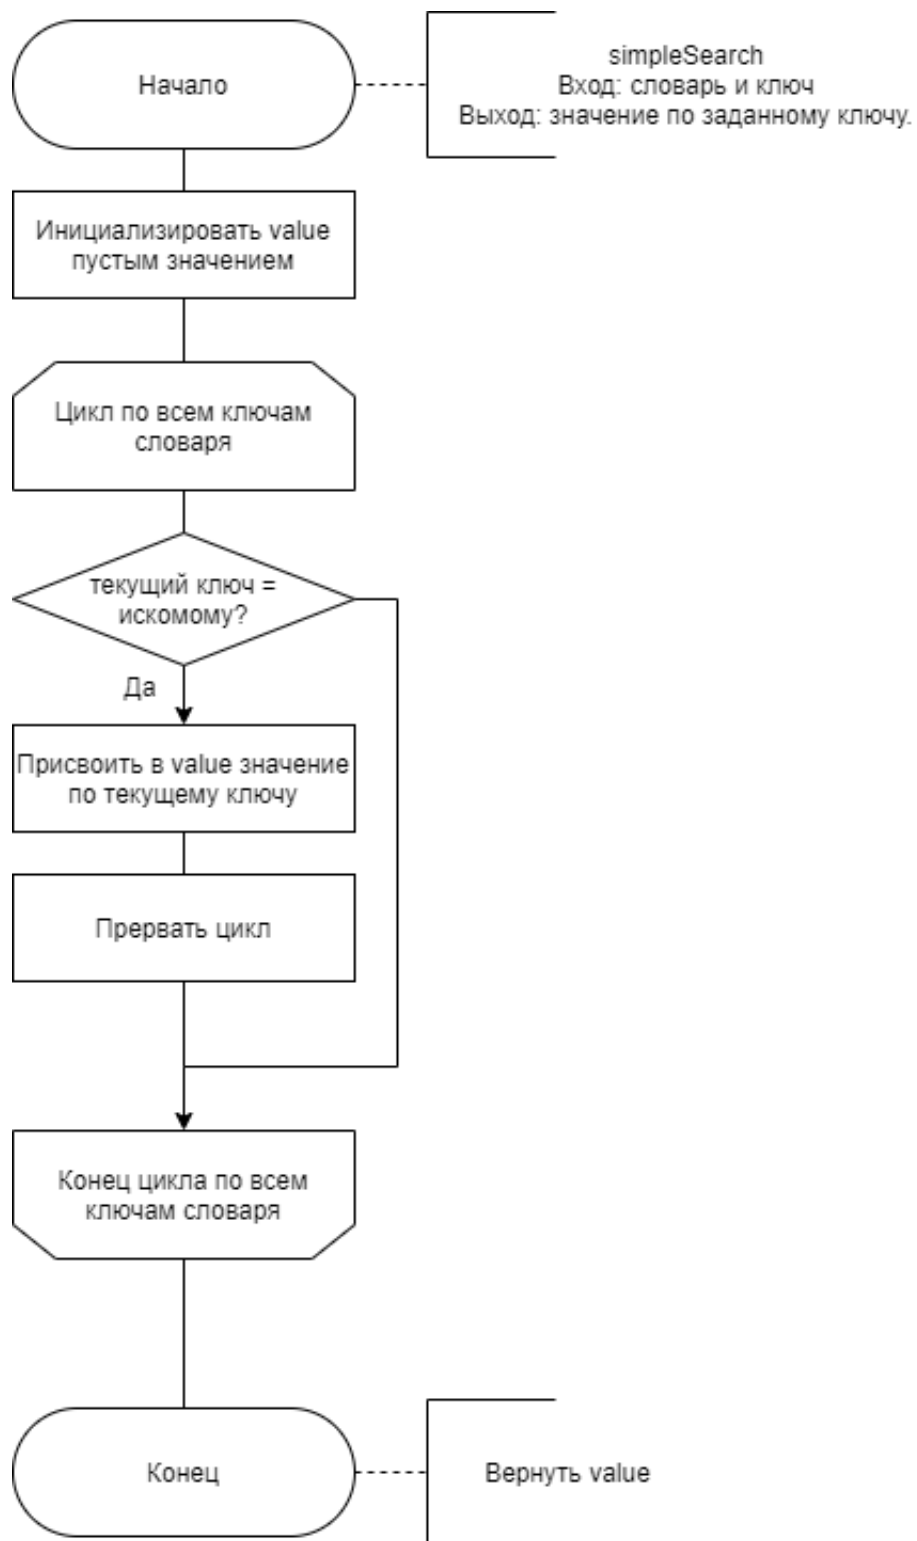 Начало
simpleSearch
Вход: словарь и ключ
Выход: значение по заданному ключу.
Инициализировать value
пустым значением
Цикл по всем ключам
словаря
текущий ключ =
искомому?
Да
Присвоить в value значение
по текущему ключу
Прервать цикл
Конец цикла по всем
ключам словаря
Конец
Вернуть value